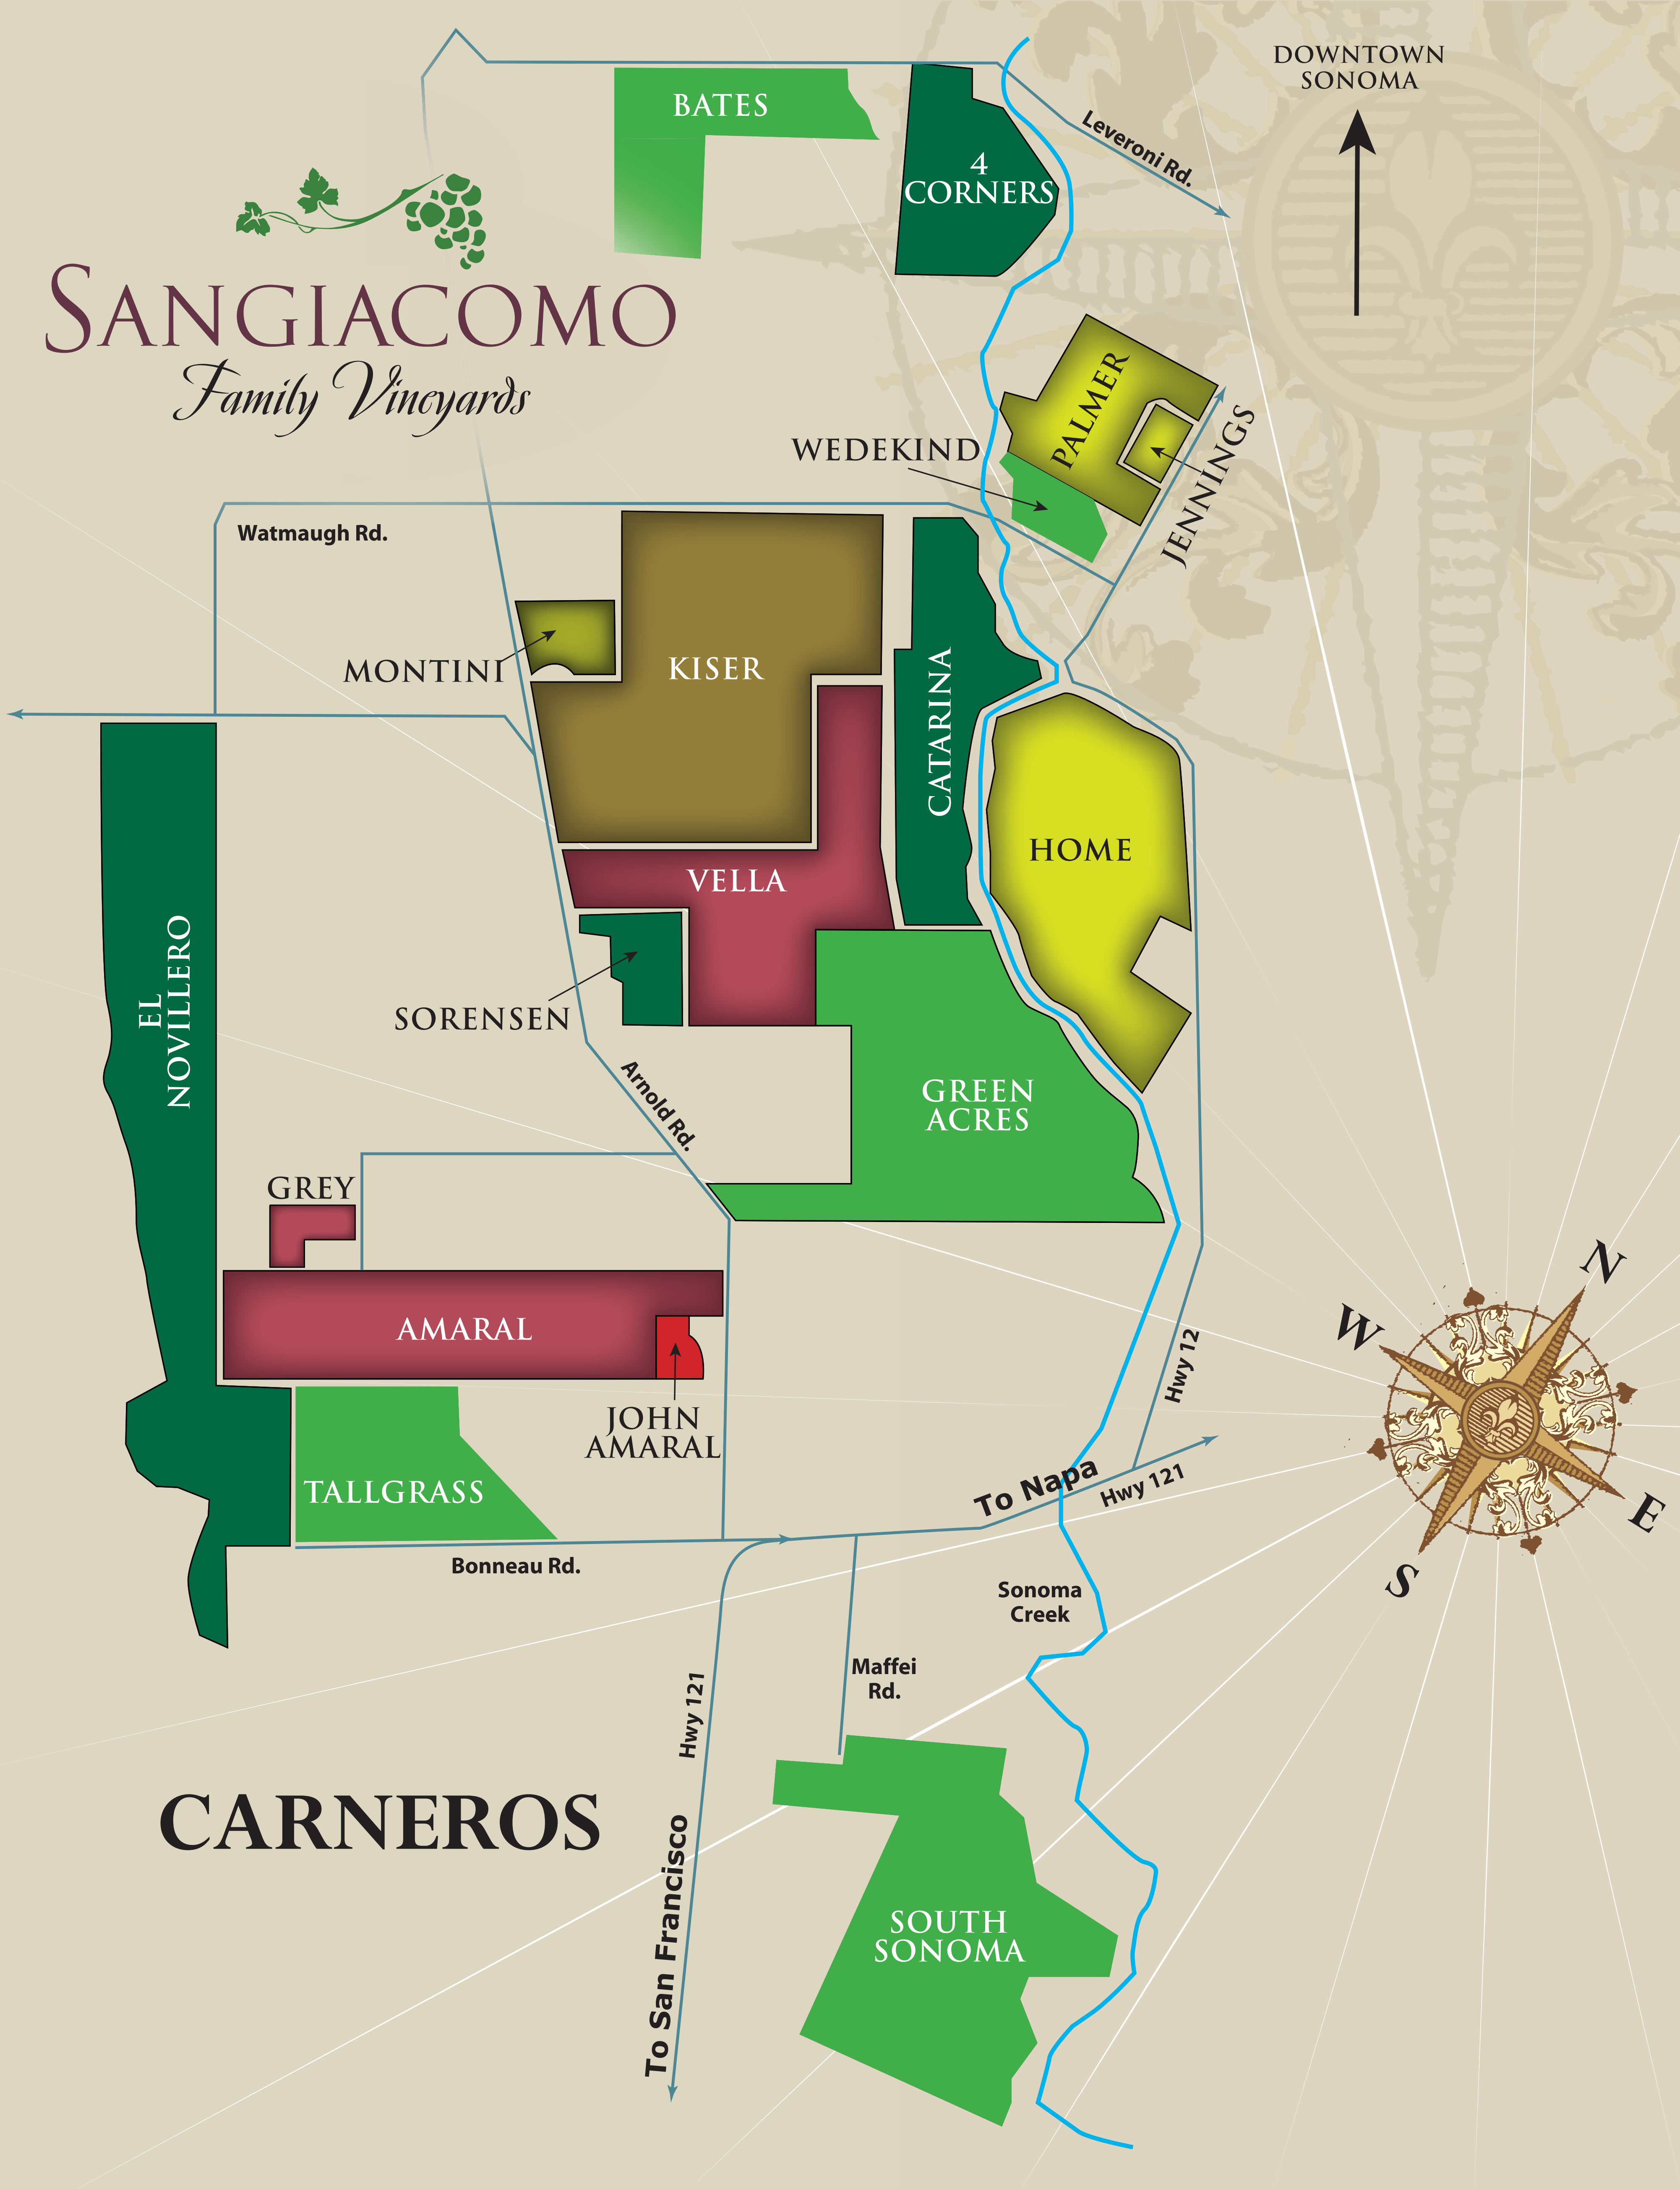 DOWNTOWN
SONOMA
BATES
Leveroni Rd.
4
CORNERS
SANGIACOMO
Family Vineyards
PALMER
WEDEKIND
JENNINGS
Watmaugh Rd.
MONTINI
KISER
CATARINA
HOME
VELLA
EL
NOVILLERO
SORENSEN
Arnold Rd.
GREEN
ACRES
GREY
AMARAL
JOHN
AMARAL
TALLGRASS
Bonneau Rd.
Hwy 12
To Napa
Hwy 121
N
W
E
S
Sonoma
Creek
Maffei
Rd.
Hwy 121
To San Francisco
CARNEROS
SOUTH
SONOMA